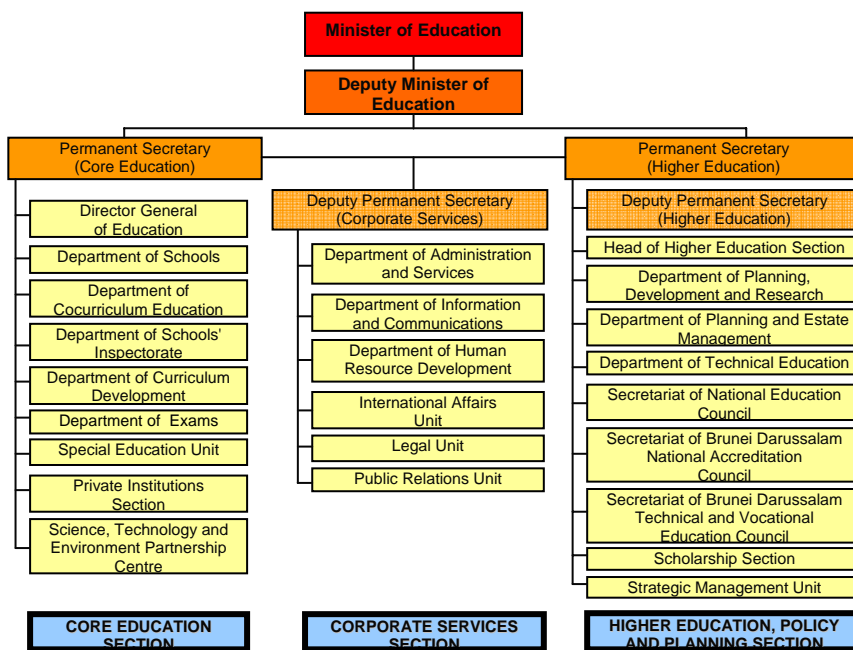 Minister of Education
Deputy Minister of
Education
Permanent Secretary
(Core Education)
Director General
of Education
Department of Schools
Department of
Cocurriculum Education
Department of Schools'
Inspectorate
Department of Curriculum
Development
Department of Exams
Special Education Unit
Private Institutions
Section
Science, Technology and
Environment Partnership
Centre
CORE EDUCATION
SECTION
Deputy Permanent Secretary
(Corporate Services)
Department of Administration
and Services
Department of Information
and Communications
Department of Human
Resource Development
International Affairs
Unit
Legal Unit
Public Relations Unit
CORPORATE SERVICES
SECTION
Permanent Secretary
(Higher Education)
Deputy Permanent Secretary
(Higher Education)
Head of Higher Education Section
Department of Planning,
Development and Research
Department of Planning and Estate
Management
Department of Technical Education
Secretariat of National Education
Council
Secretariat of Brunei Darussalam
National Accreditation
Council
Secretariat of Brunei Darussalam
Technical and Vocational
Education Council
Scholarship Section
Strategic Management Unit
HIGHER EDUCATION, POLICY
AND PLANNING SECTION